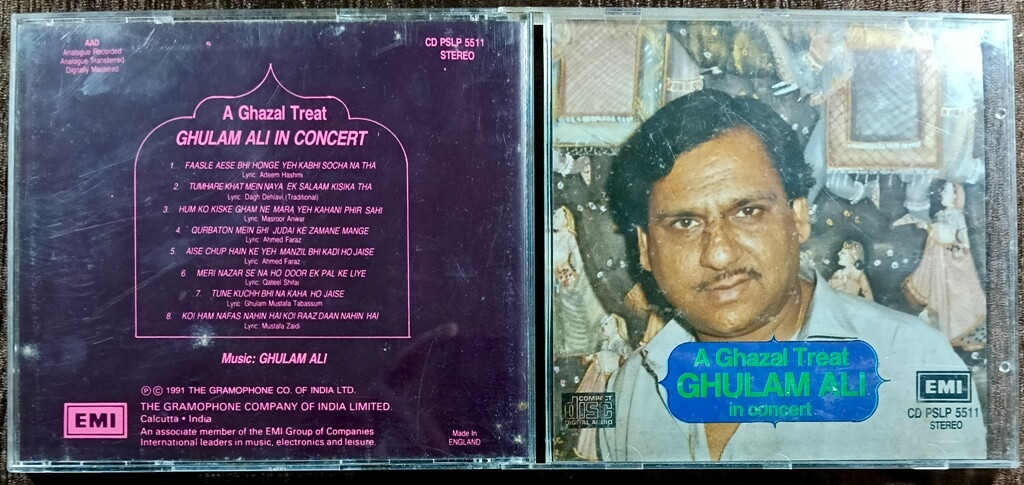 AAD
Analogue Recorded
Analogue Transferred
Digitally Mastered
CD PSLP 5511
STEREO
A Ghazal Treat
GHULAM ALI IN CONCERT
1. FAASLE AESE BHI HONGE YEH KABHI SOCHA NA THA
Lyric: Adeem Hashmi
2. TUMHARE KHAT MEIN NAYA EK SALAAM KISIKA THA
Lyric: Dagh Dehlavi (Traditional)
3. HUM KO KISKE GHAM NE MARA YEH KAHANI PHIR SAHI
Lyric: Masroor Anwar
4. QURBATON MEIN BHI JUDAI KE ZAMANE MANGE
Lyric: Ahmed Faraz
5. AISE CHUP HAIN KE YEH MANZIL BHI KADI HO JAISE
Lyric: Ahmed Faraz
6. MERI NAZAR SE NA HO DOOR EK PAL KE LIYE
Lyric: Qateel Shifai
7. TUNE KUCHH BHI NA KAHA HO JAISE
Lyric: Ghulam Mustafa Tabassum
8. KOI HAM NAFAS NAHIN HAI KOI RAAZ DAAN NAHIN HAI
Lyric: Mustafa Zaidi
Music: GHULAM ALI
℗ © 1991 THE GRAMOPHONE CO. OF INDIA LTD.
EMI
THE GRAMOPHONE COMPANY OF INDIA LIMITED.
Calcutta • India
An associate member of the EMI Group of Companies
International leaders in music, electronics and leisure.
Made in
ENGLAND
A Ghazal Treat
GHULAM ALI
in concert
COMPACT
disc
DIGITAL AUDIO
EMI
CD PSLP 5511
STEREO